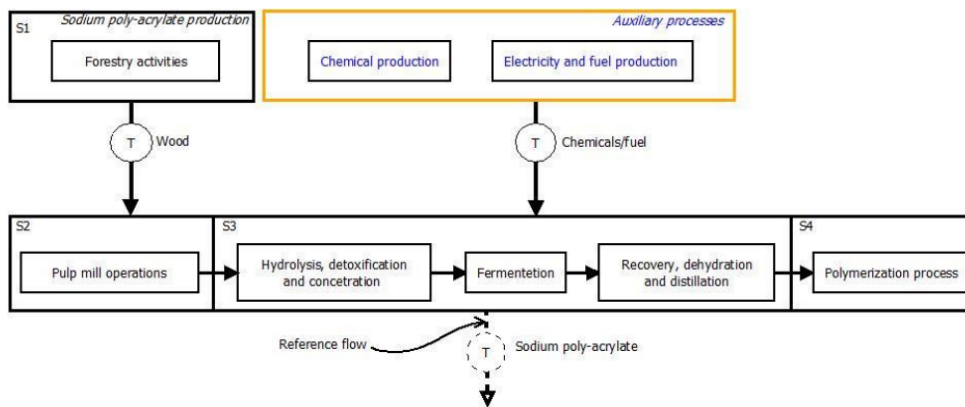 Sodium poly-acrylate production
S1
Forestry activities
Auxiliary processes
Chemical production
Electricity and fuel production
T
Wood
T
Chemicals/fuel
S2
Pulp mill operations
S3
Hydrolysis, detoxification
and concetration
Fermentetion
Recovery, dehydration
and distillation
S4
Polymerization process
Reference flow
T
Sodium poly-acrylate